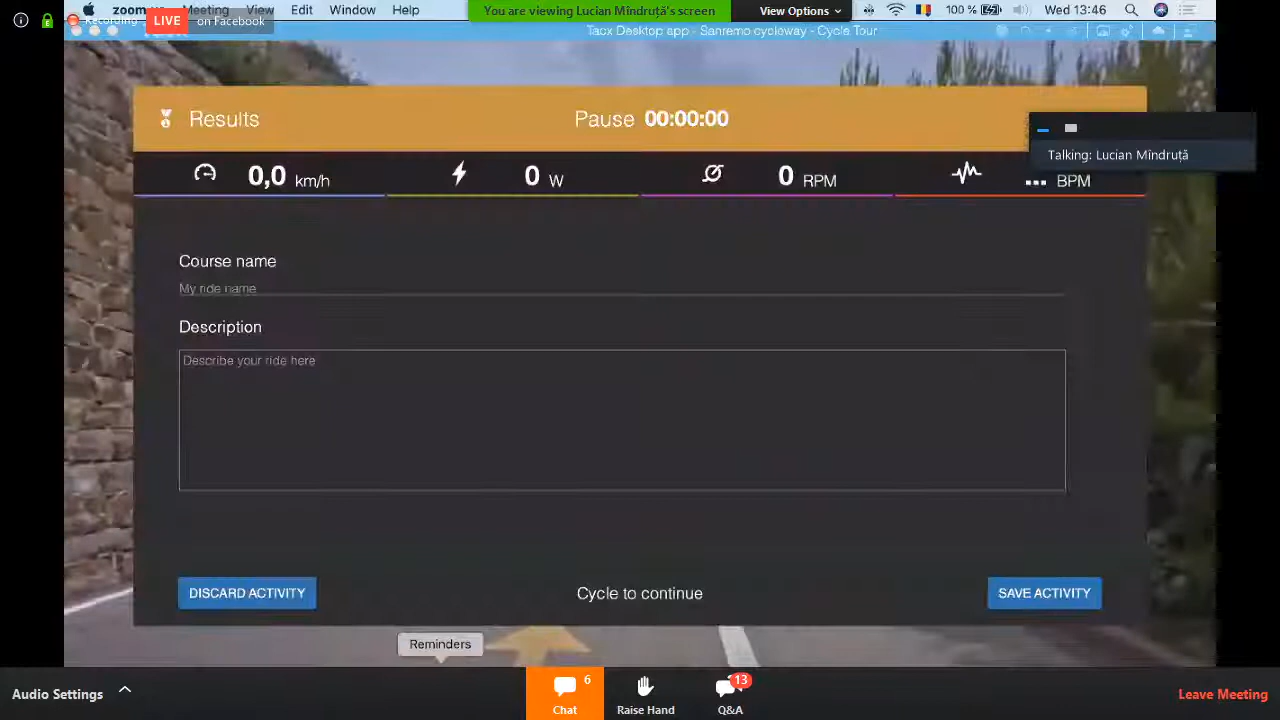 zoom.us Meeting View Edit Window Help
You are viewing Lucian Mîndruță's screen
View Options
100 %
Wed 13:46
Recording
LIVE on Facebook
Tacx Desktop app - Sanremo cycleway - Cycle Tour
Results
Pause 00:00:00
Talking: Lucian Mîndruță
0,0 km/h
0 W
0 RPM
... BPM
Course name
My ride name
Description
Describe your ride here
DISCARD ACTIVITY
Cycle to continue
SAVE ACTIVITY
Reminders
Audio Settings
6
Chat
Raise Hand
13
Q&A
Leave Meeting